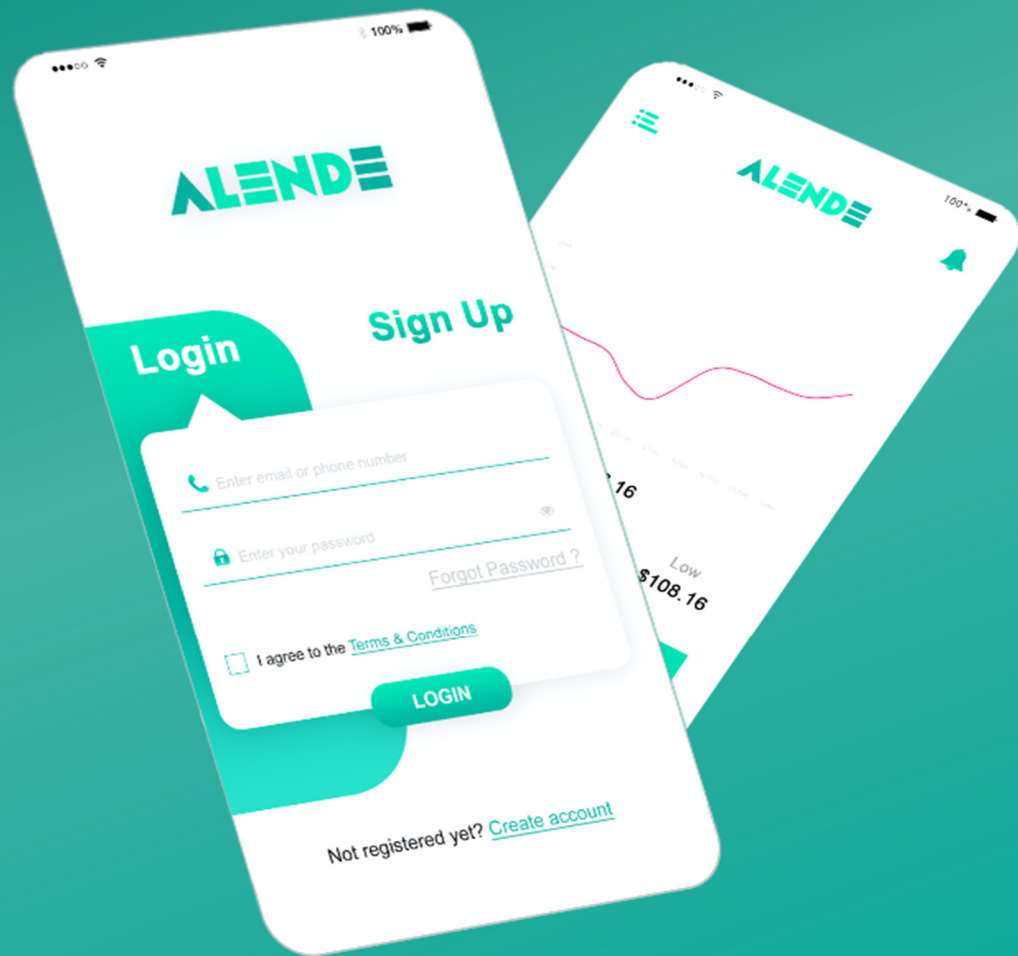 100%
ALENDE
Login
Sign Up
Enter email or phone number
Enter your password
Forgot Password ?
I agree to the Terms & Conditions
LOGIN
Not registered yet? Create account
100%
ALENDE
.16
Low
$108.16